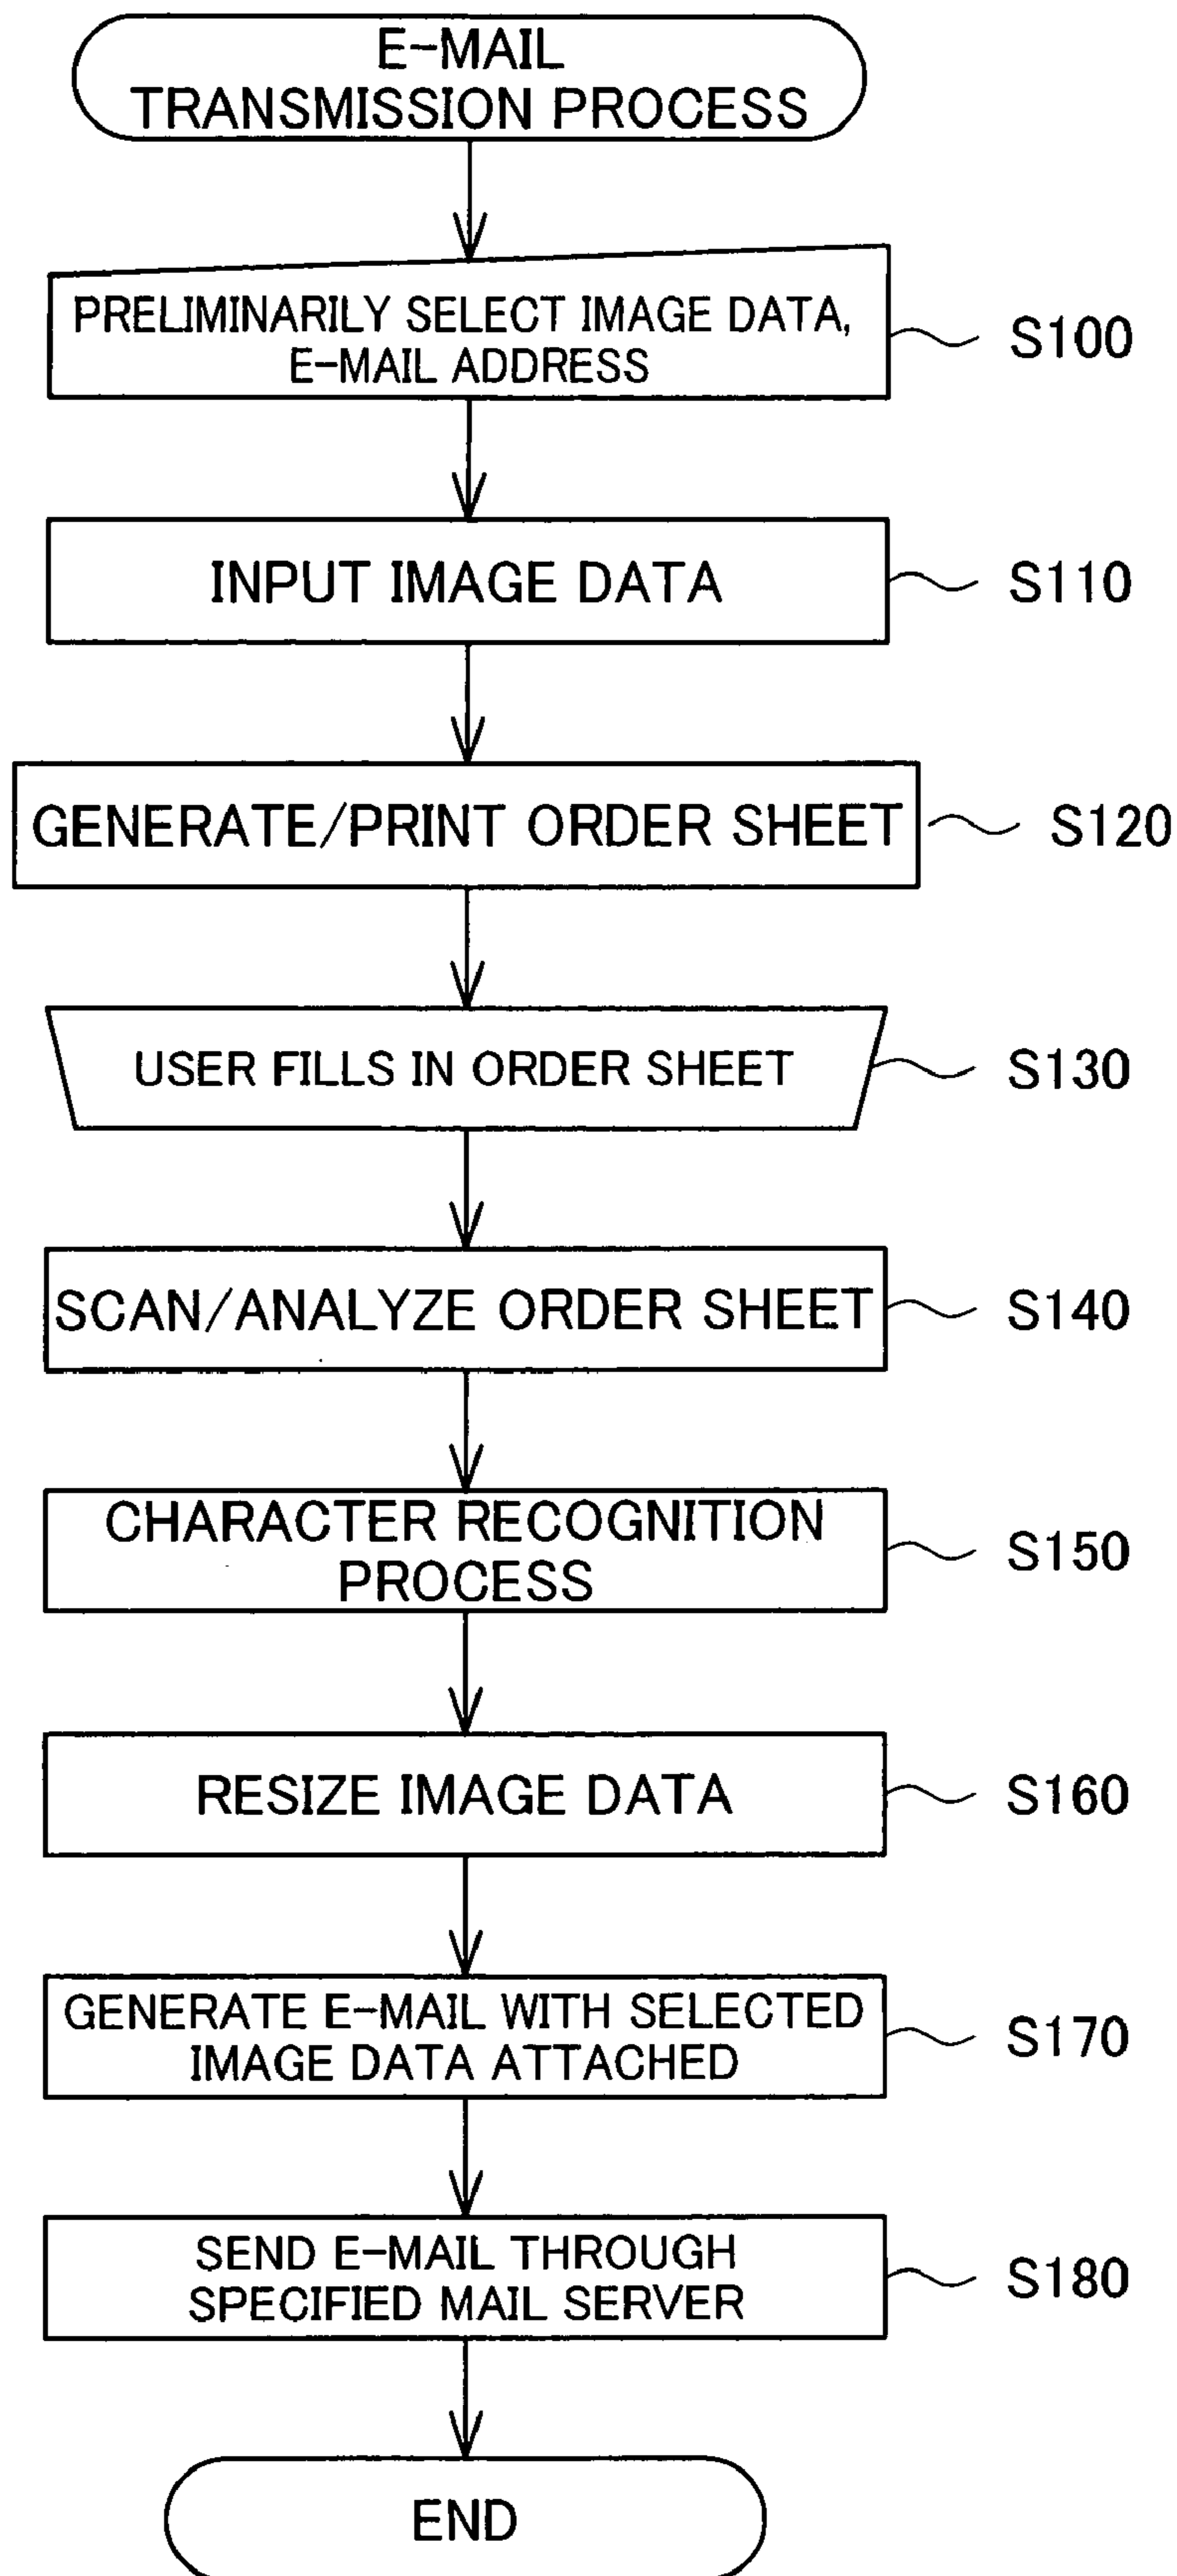 E-MAIL
TRANSMISSION PROCESS
PRELIMINARILY SELECT IMAGE DATA,
E-MAIL ADDRESS
S100
INPUT IMAGE DATA
S110
GENERATE/PRINT ORDER SHEET
S120
USER FILLS IN ORDER SHEET
S130
SCAN/ANALYZE ORDER SHEET
S140
CHARACTER RECOGNITION
PROCESS
S150
RESIZE IMAGE DATA
S160
GENERATE E-MAIL WITH SELECTED
IMAGE DATA ATTACHED
S170
SEND E-MAIL THROUGH
SPECIFIED MAIL SERVER
S180
END